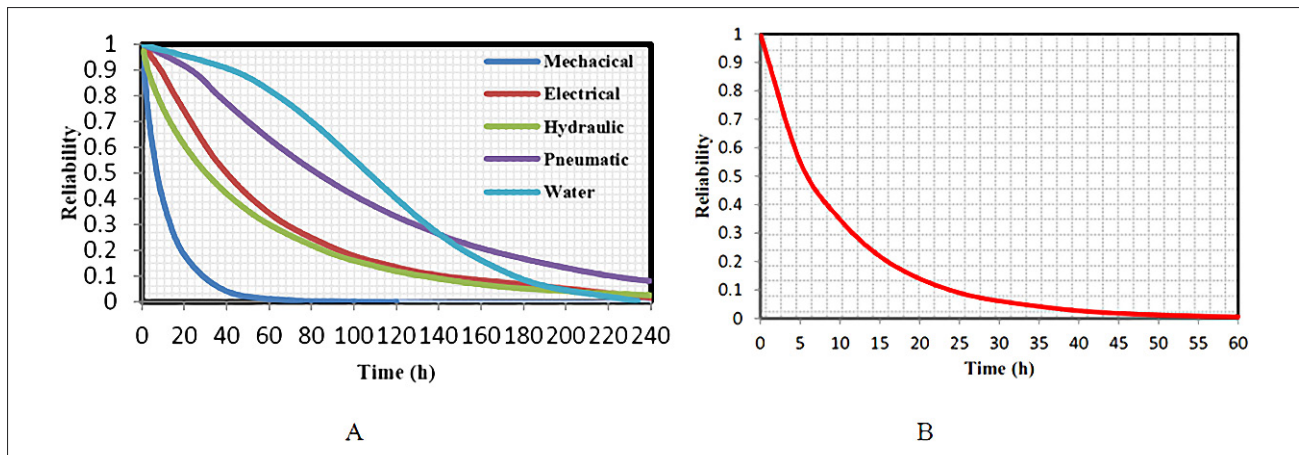 1
0.9
0.8
0.7
0.6
0.5
0.4
0.3
0.2
0.1
0
Reliability
Mechacical
Electrical
Hydraulic
Pneumatic
Water
0 20 40 60 80 100 120 140 160 180 200 220 240
Time (h)
A
1
0.9
0.8
0.7
0.6
0.5
0.4
0.3
0.2
0.1
0
Reliability
0 5 10 15 20 25 30 35 40 45 50 55 60
Time (h)
B